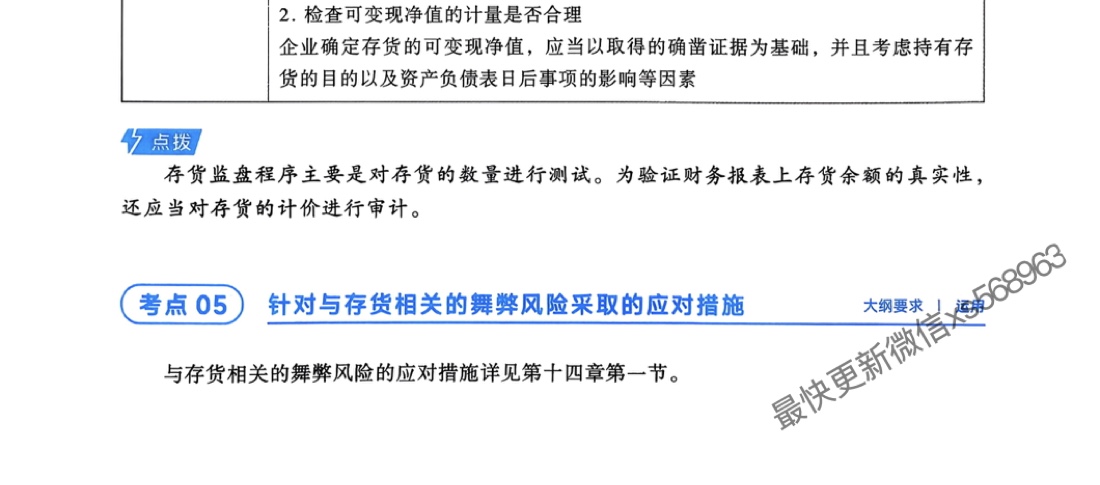 2. 检查可变现净值的计量是否合理
企业确定存货的可变现净值，应当以取得的确凿证据为基础，并且考虑持有存
货的目的以及资产负债表日后事项的影响等因素
点拨
存货监盘程序主要是对存货的数量进行测试。为验证财务报表上存货余额的真实性，
还应当对存货的计价进行审计。
考点 05 针对与存货相关的舞弊风险采取的应对措施 大纲要求 | 运用
与存货相关的舞弊风险的应对措施详见第十四章第一节。
最快更新微信x3568963